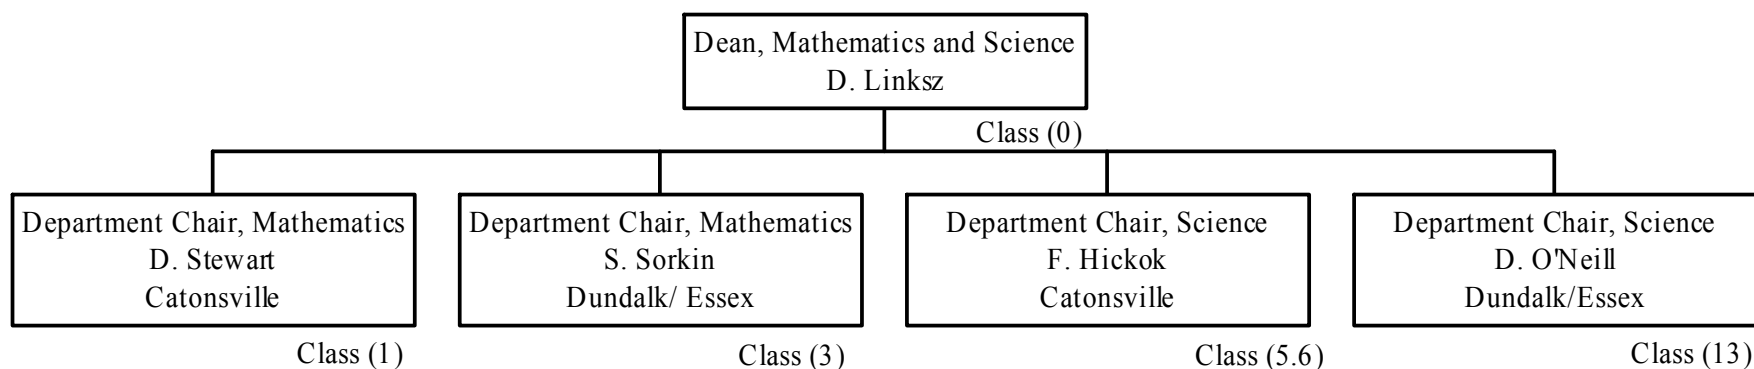 Dean, Mathematics and Science
D. Linksz
Class (0)
Department Chair, Mathematics
D. Stewart
Catonsville
Class (1)
Department Chair, Mathematics
S. Sorkin
Dundalk/ Essex
Class (3)
Department Chair, Science
F. Hickok
Catonsville
Class (5.6)
Department Chair, Science
D. O'Neill
Dundalk/Essex
Class (13)